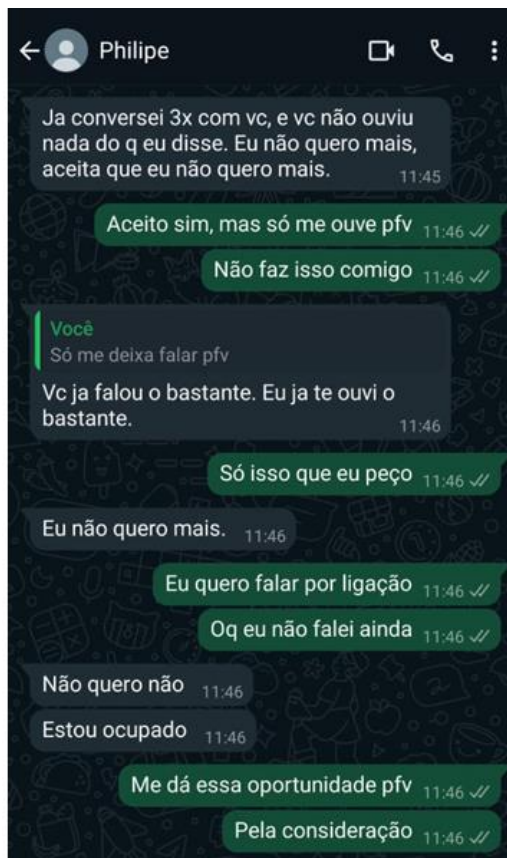 Philipe
Ja conversei 3x com vc, e vc não ouviu
nada do q eu disse. Eu não quero mais,
aceita que eu não quero mais.
11:45
Aceito sim, mas só me ouve pfv 11:46
Não faz isso comigo 11:46
Você
Só me deixa falar pfv
Vc ja falou o bastante. Eu ja te ouvi o
bastante.
11:46
Só isso que eu peço 11:46
Eu não quero mais. 11:46
Eu quero falar por ligação 11:46
Oq eu não falei ainda 11:46
Não quero não 11:46
Estou ocupado 11:46
Me dá essa oportunidade pfv 11:46
Pela consideração 11:46